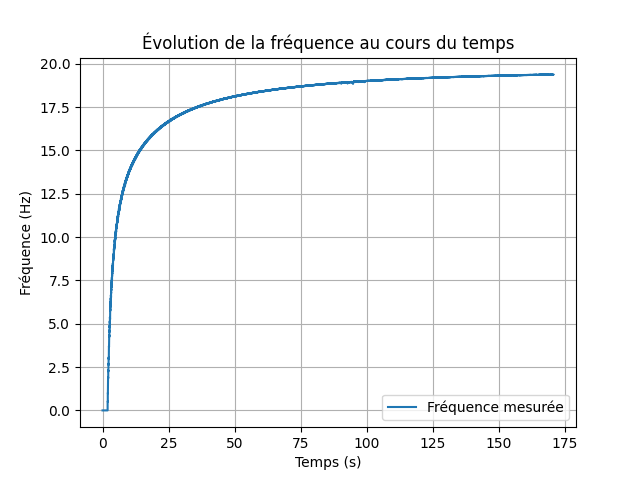 Évolution de la fréquence au cours du temps
20.0
17.5
15.0
12.5
10.0
7.5
5.0
2.5
0.0
Fréquence (Hz)
Fréquence mesurée
0 25 50 75 100 125 150 175
Temps (s)